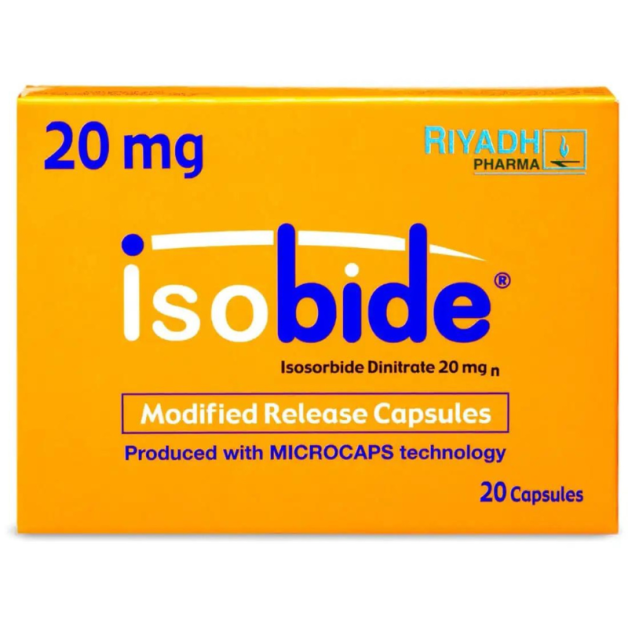 20 mg
RIYADH
PHARMA
isobide®
Isosorbide Dinitrate 20 mg n
Modified Release Capsules
Produced with MICROCAPS technology
20 Capsules